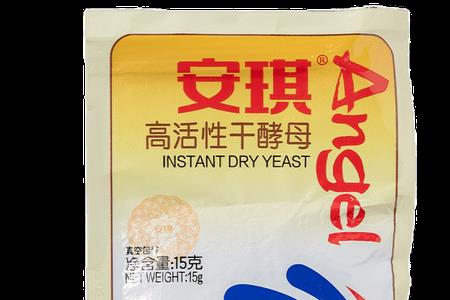 安琪®
Angel
高活性干酵母
INSTANT DRY YEAST
安琪
真空包装
净含量:15克
NET WEIGHT:15g